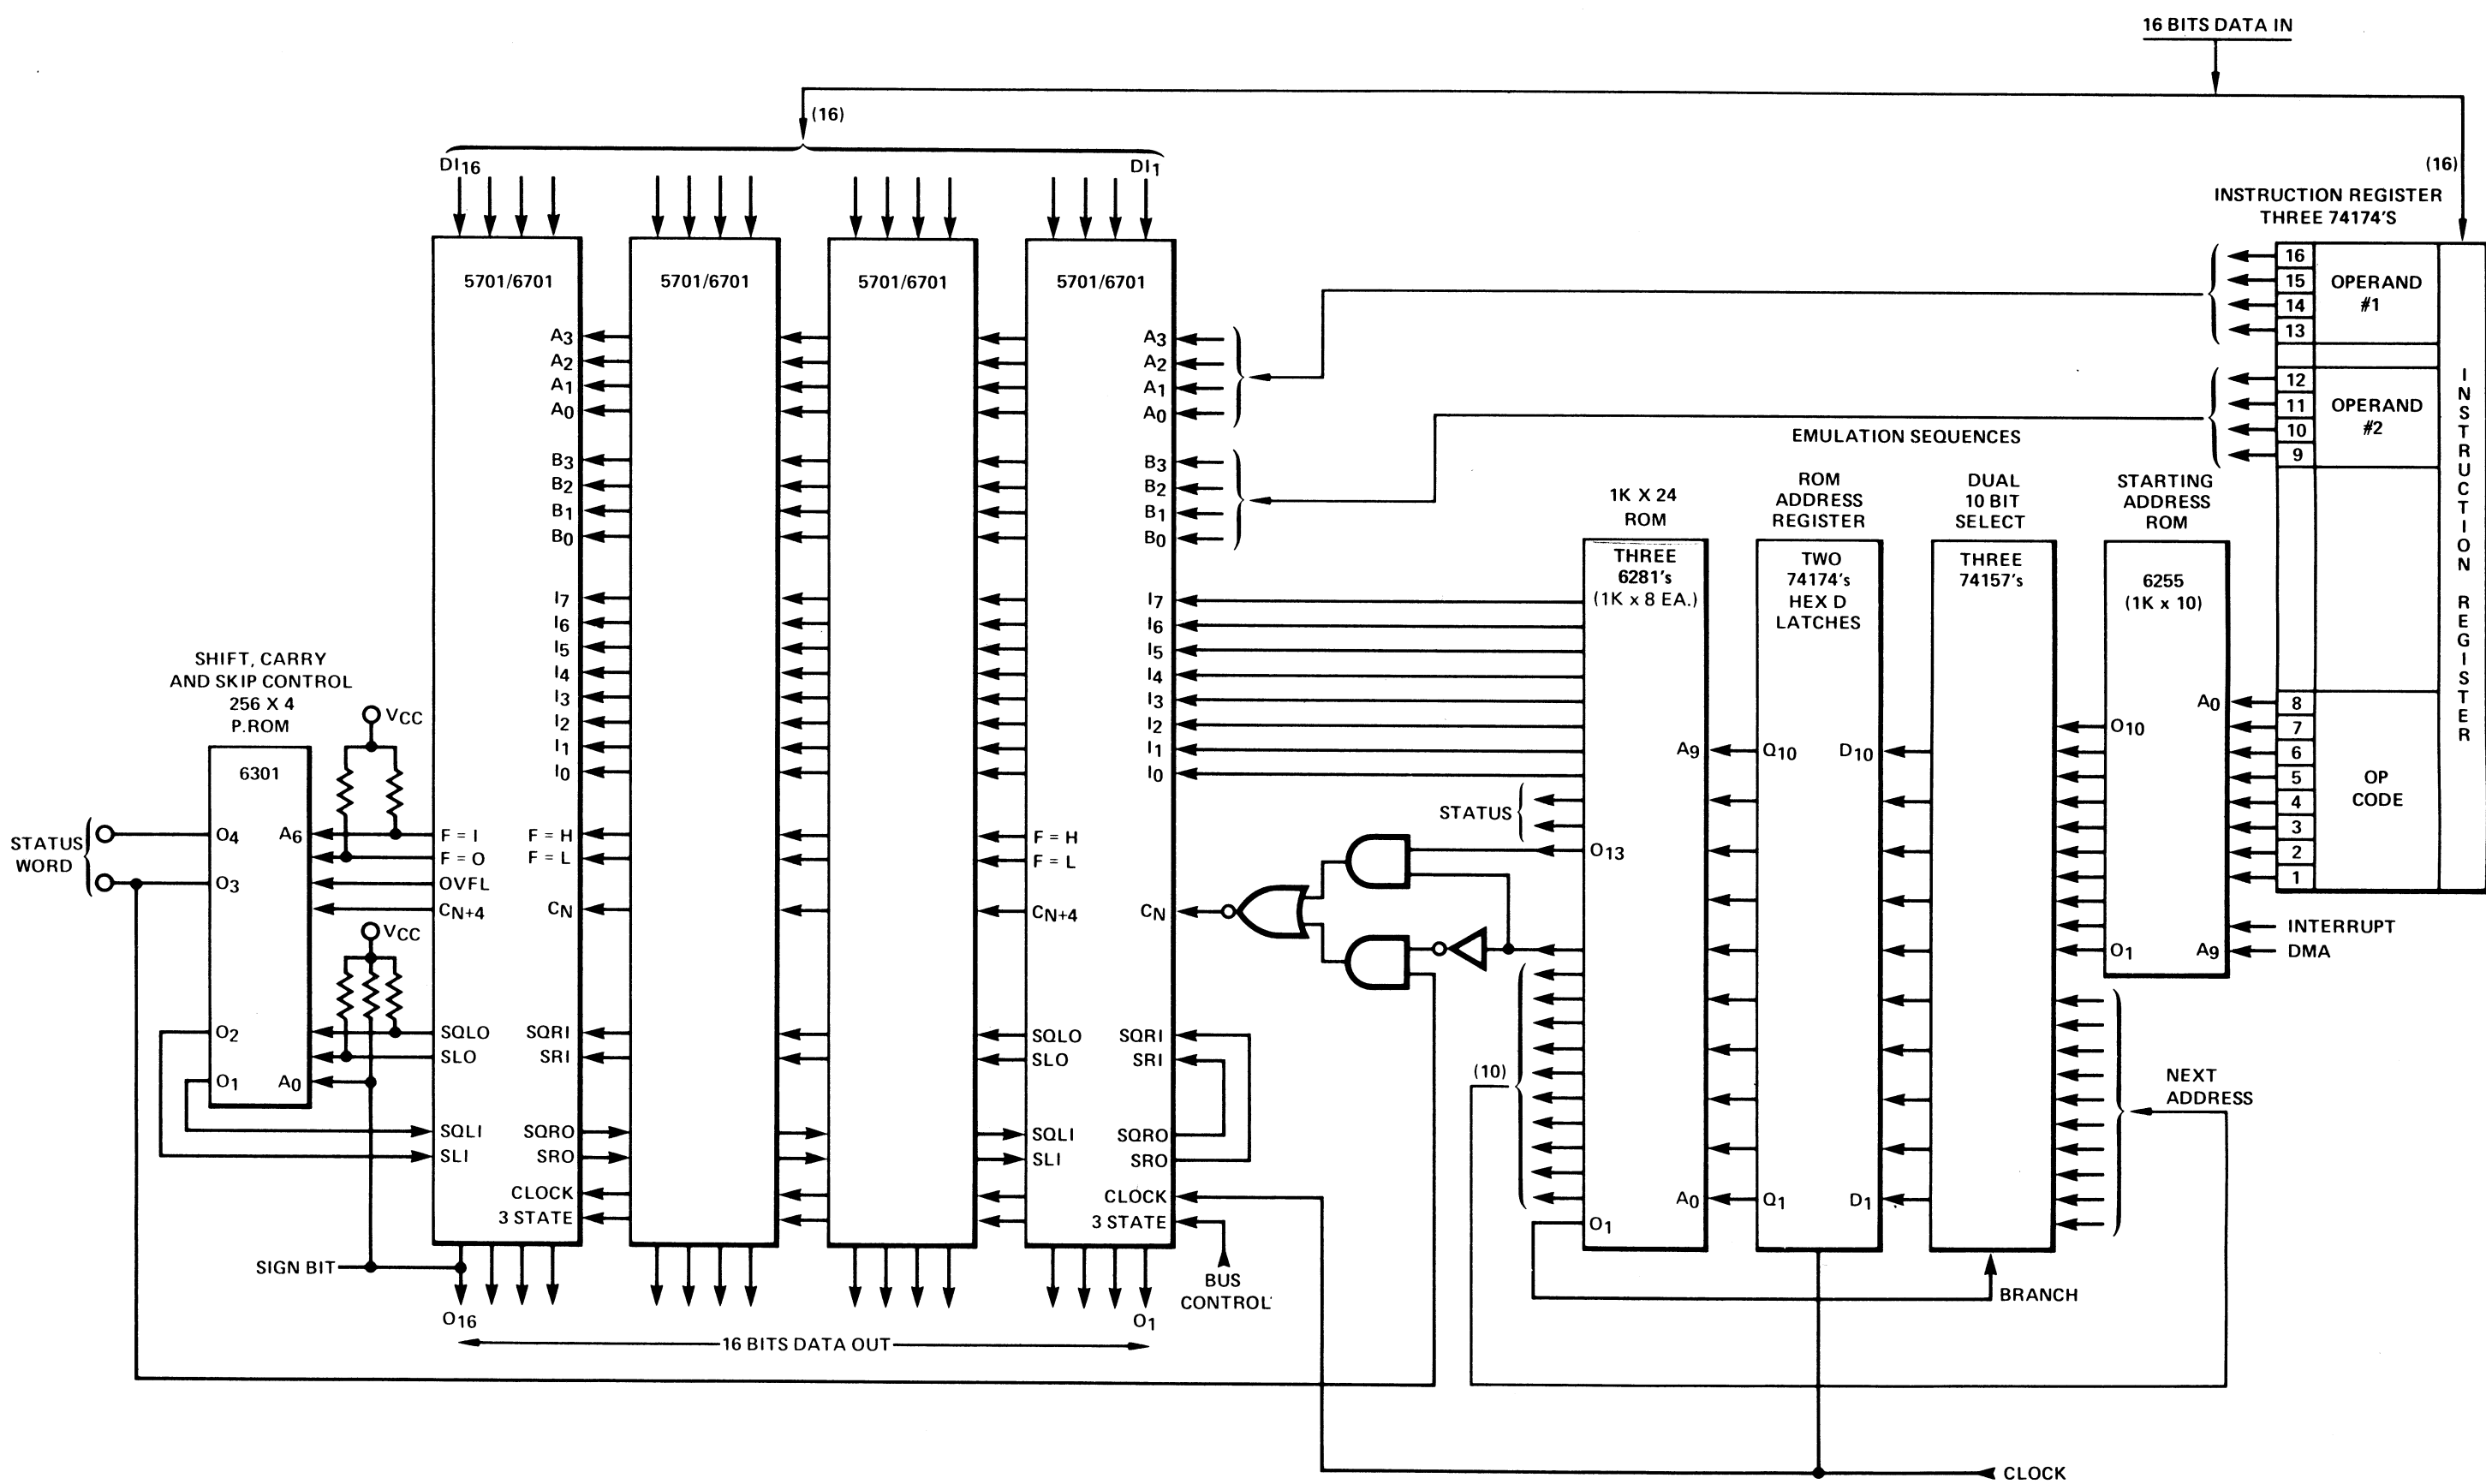 16 BITS DATA IN
(16)
(16)
DI16
DI1
INSTRUCTION REGISTER
THREE 74174'S
5701/6701
5701/6701
5701/6701
5701/6701
16
15
14
13
OPERAND
#1
12
11
10
9
OPERAND
#2
INSTRUCTION REGISTER
8
7
6
5
4
3
2
1
OP
CODE
A3
A2
A1
A0
B3
B2
B1
B0
I7
I6
I5
I4
I3
I2
I1
I0
A3
A2
A1
A0
B3
B2
B1
B0
I7
I6
I5
I4
I3
I2
I1
I0
EMULATION SEQUENCES
1K X 24
ROM
THREE
6281's
(1K x 8 EA.)
ROM
ADDRESS
REGISTER
TWO
74174's
HEX D
LATCHES
DUAL
10 BIT
SELECT
THREE
74157's
STARTING
ADDRESS
ROM
6255
(1K x 10)
A0
O10
O1
A9
INTERRUPT
DMA
A9
Q10
D10
STATUS
O13
(10)
A0
Q1
D1
O1
NEXT
ADDRESS
BRANCH
SHIFT, CARRY
AND SKIP CONTROL
256 X 4
P.ROM
6301
VCC
VCC
STATUS
WORD
O4
O3
O2
O1
A6
A0
F = I
F = O
OVFL
CN+4
F = H
F = L
CN
F = H
F = L
CN+4
CN
SQLO
SLO
SQRI
SRI
SQLO
SLO
SQRI
SRI
SQLI
SLI
SQRO
SRO
SQLI
SLI
SQRO
SRO
CLOCK
3 STATE
CLOCK
3 STATE
SIGN BIT
O16
O1
16 BITS DATA OUT
BUS
CONTROL
CLOCK